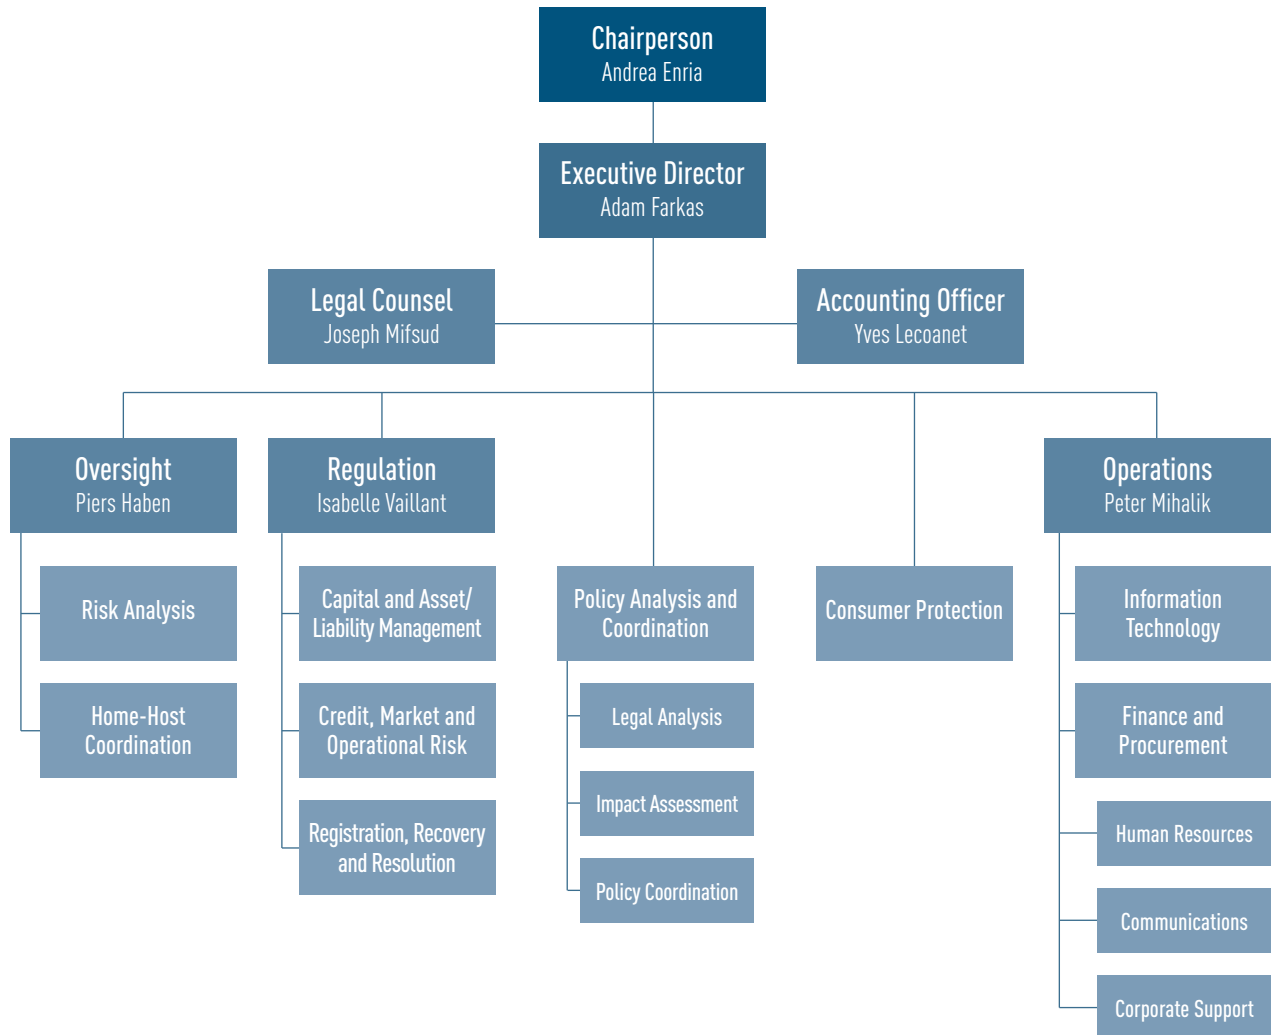 Chairperson
Andrea Enria
Executive Director
Adam Farkas
Legal Counsel
Joseph Mifsud
Accounting Officer
Yves Lecoanet
Oversight
Piers Haben
Regulation
Isabelle Vaillant
Operations
Peter Mihalik
Risk Analysis
Home-Host
Coordination
Capital and Asset/
Liability Management
Credit, Market and
Operational Risk
Registration, Recovery
and Resolution
Policy Analysis and
Coordination
Legal Analysis
Impact Assessment
Policy Coordination
Consumer Protection
Information
Technology
Finance and
Procurement
Human Resources
Communications
Corporate Support